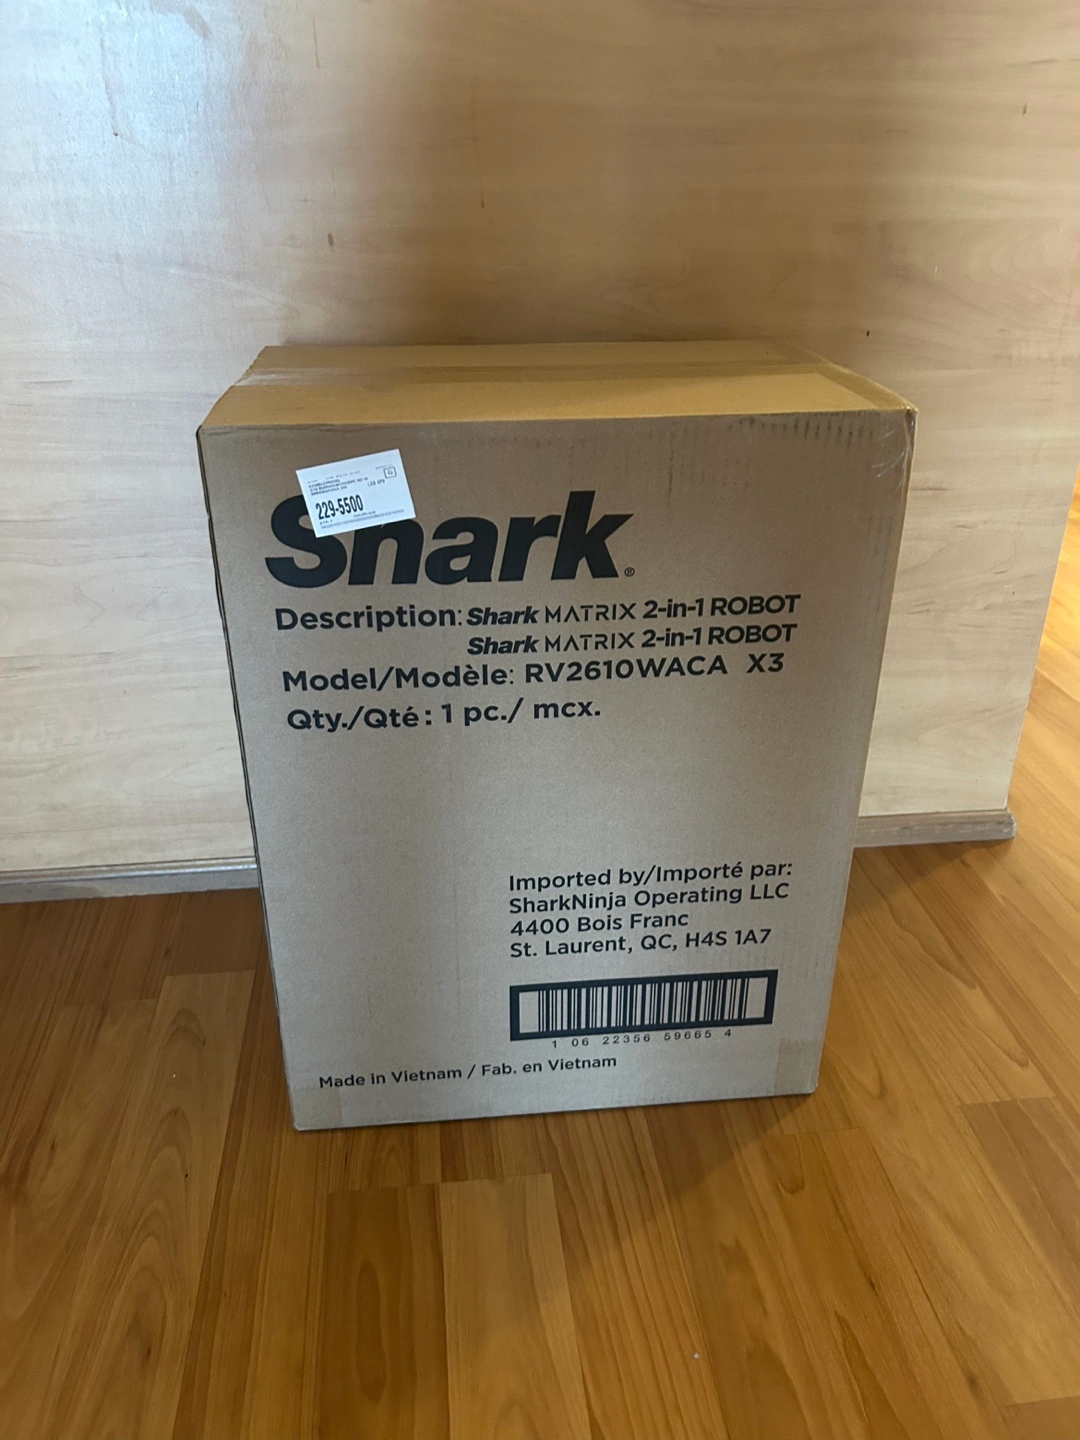 229-5500
Shark®
Description: Shark MATRIX 2-in-1 ROBOT
Shark MATRIX 2-in-1 ROBOT
Model/Modèle: RV2610WACA X3
Qty./Qté: 1 pc./ mcx.
Imported by/Importé par:
SharkNinja Operating LLC
4400 Bois Franc
St. Laurent, QC, H4S 1A7
1 06 22356 59665 4
Made in Vietnam / Fab. en Vietnam